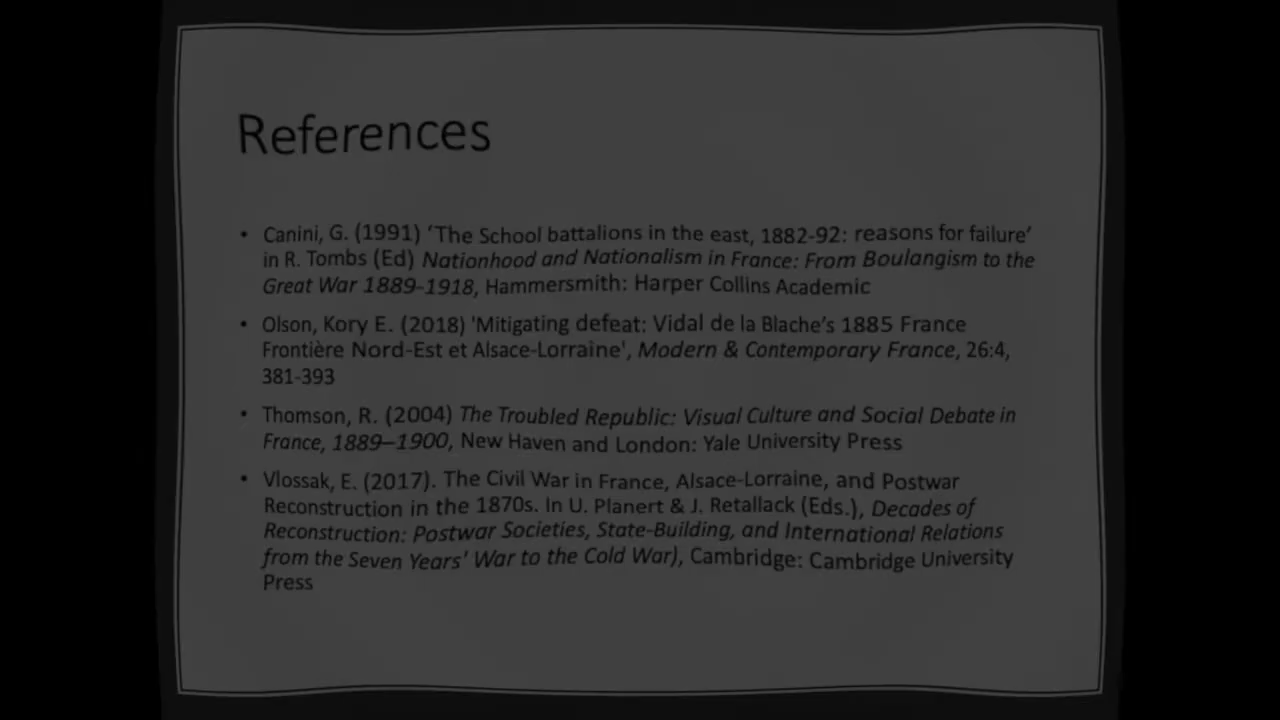 References
• Canini, G. (1991) ‘The School battalions in the east, 1882-92: reasons for failure’
in R. Tombs (Ed) Nationhood and Nationalism in France: From Boulangism to the
Great War 1889–1918, Hammersmith: Harper Collins Academic
• Olson, Kory E. (2018) 'Mitigating defeat: Vidal de la Blache’s 1885 France
Frontière Nord-Est et Alsace-Lorraine', Modern & Contemporary France, 26:4,
381-393
• Thomson, R. (2004) The Troubled Republic: Visual Culture and Social Debate in
France, 1889–1900, New Haven and London: Yale University Press
• Vlossak, E. (2017). The Civil War in France, Alsace-Lorraine, and Postwar
Reconstruction in the 1870s. In U. Planert & J. Retallack (Eds.), Decades of
Reconstruction: Postwar Societies, State-Building, and International Relations
from the Seven Years’ War to the Cold War), Cambridge: Cambridge University
Press